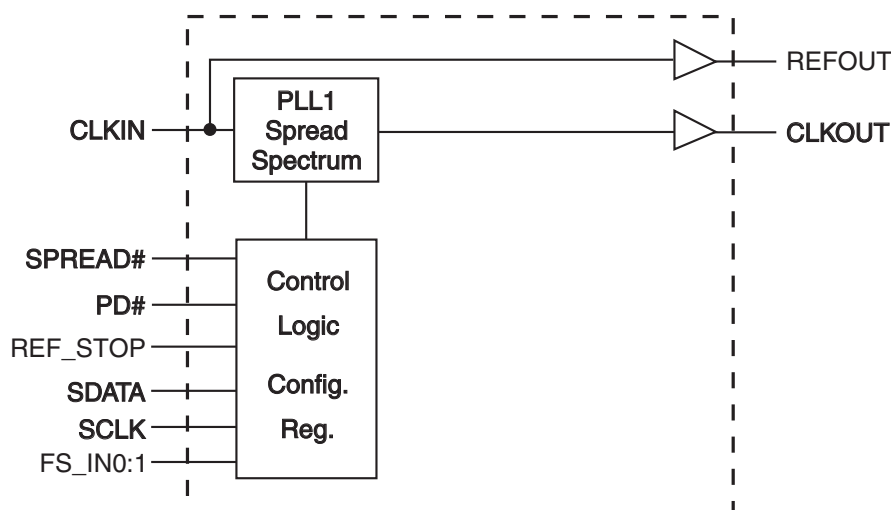 REFOUT
PLL1
Spread
Spectrum
CLKIN
CLKOUT
SPREAD#
PD#
REF_STOP
SDATA
SCLK
FS_IN0:1
Control
Logic
Config.
Reg.